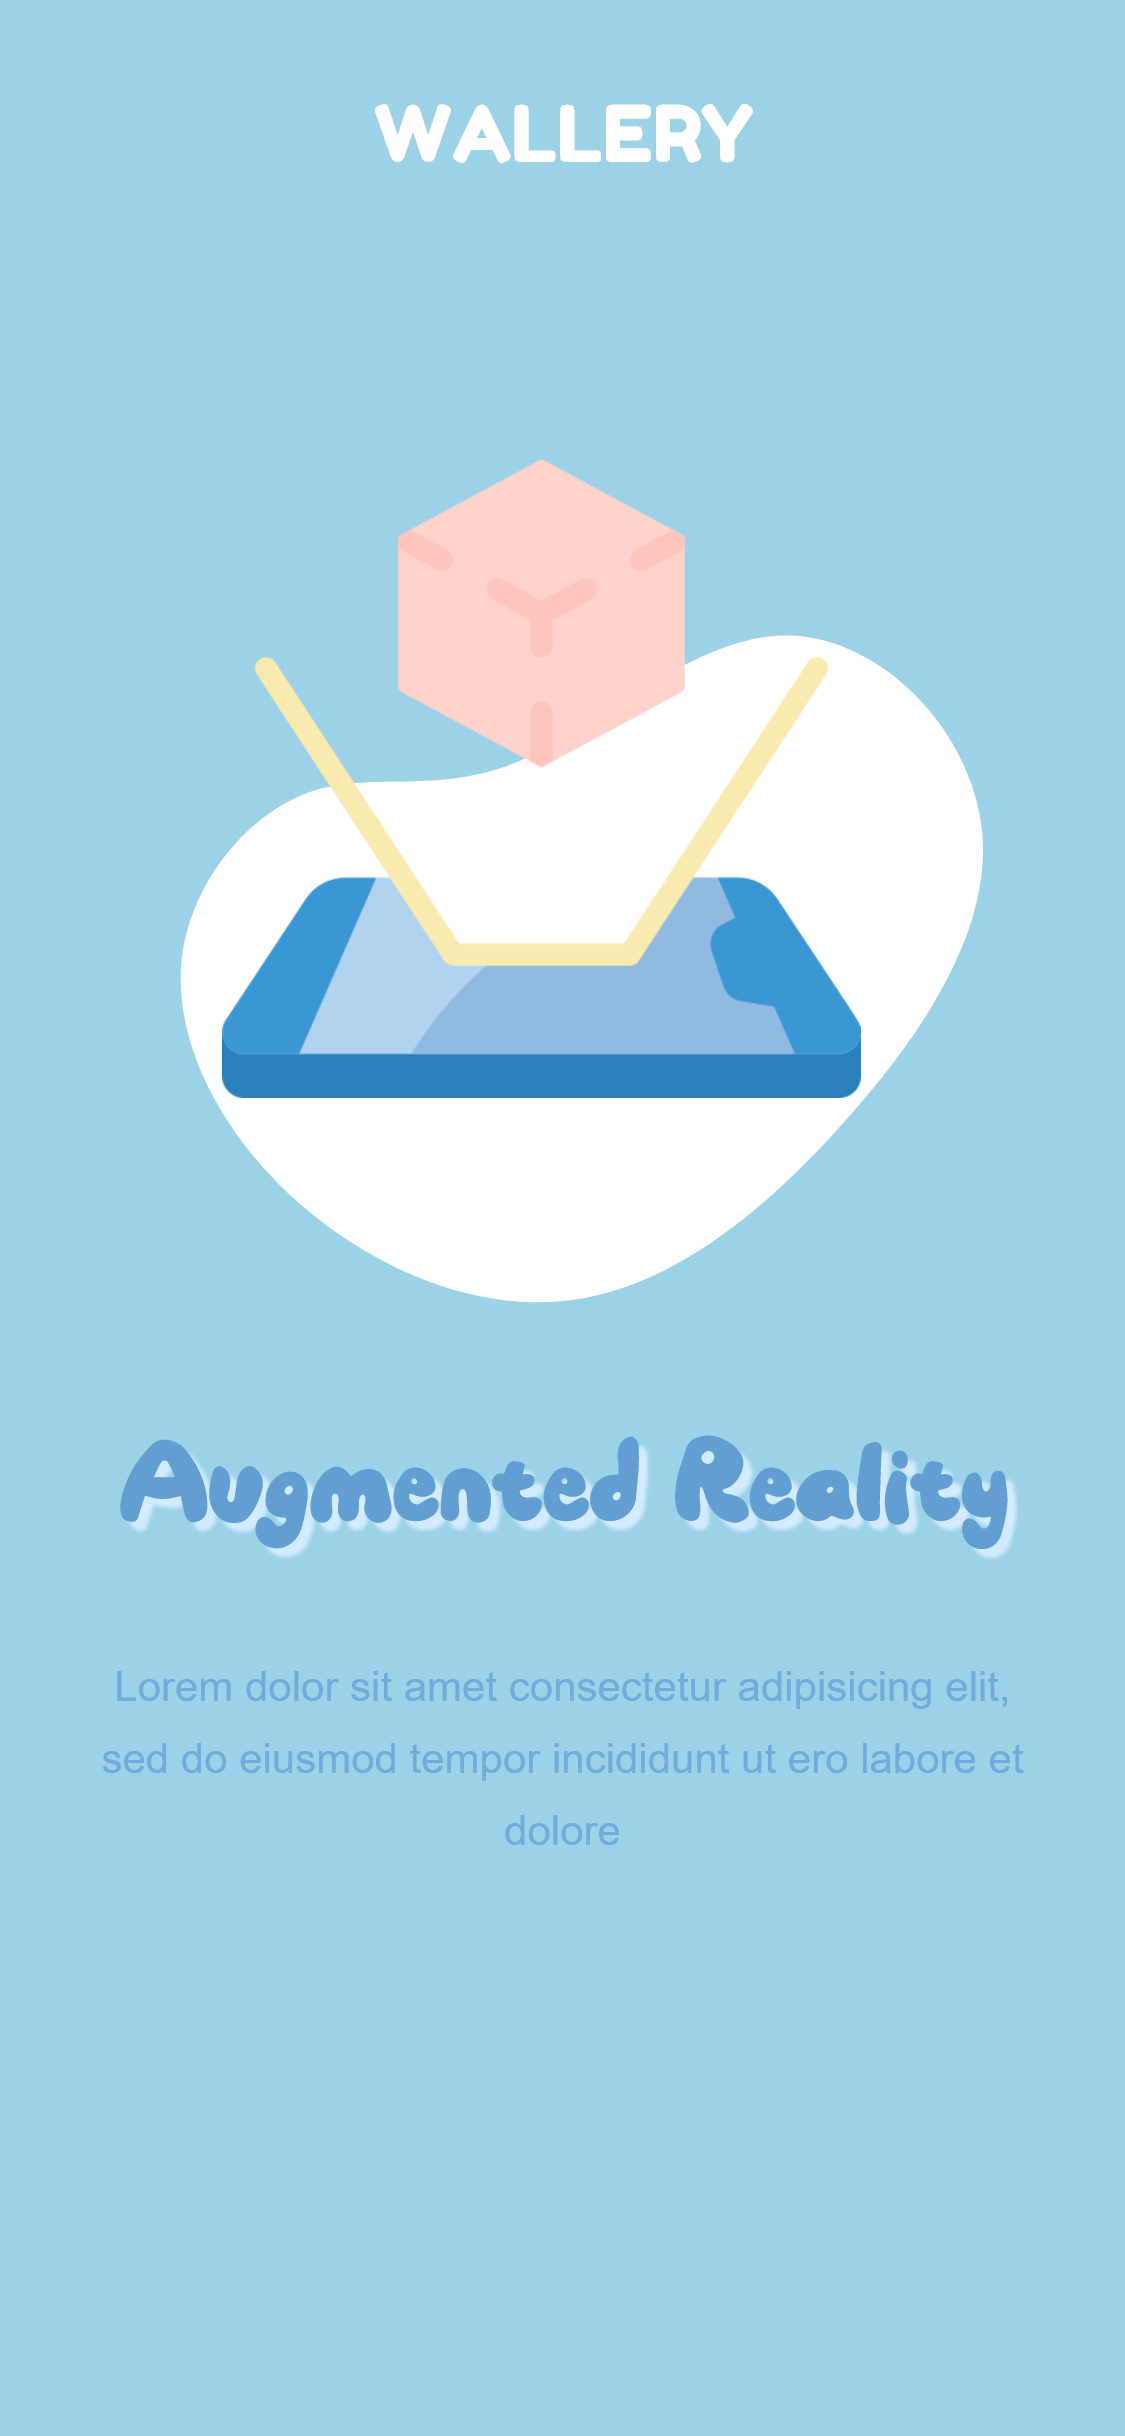 WALLERY
Augmented Reality
Lorem dolor sit amet consectetur adipisicing elit,
sed do eiusmod tempor incididunt ut ero labore et
dolore